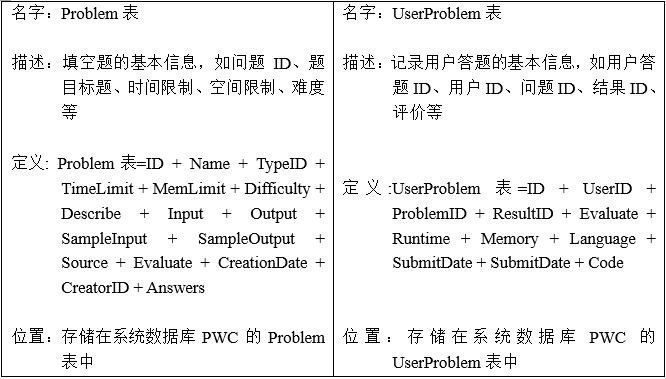 名字：Problem 表
描述：填空题的基本信息，如问题 ID、题
目标题、时间限制、空间限制、难度
等
定义: Problem 表=ID + Name + TypeID +
TimeLimit + MemLimit + Difficulty +
Describe + Input + Output +
SampleInput + SampleOutput +
Source + Evaluate + CreationDate +
CreatorID + Answers
位置：存储在系统数据库 PWC 的 Problem
表中
名字：UserProblem 表
描述：记录用户答题的基本信息，如用户答
题 ID、用户 ID、问题 ID、结果 ID、
评价等
定义:UserProblem 表=ID + UserID +
ProblemID + ResultID + Evaluate +
Runtime + Memory + Language +
SubmitDate + SubmitDate + Code
位置：存储在系统数据库 PWC 的
UserProblem 表中